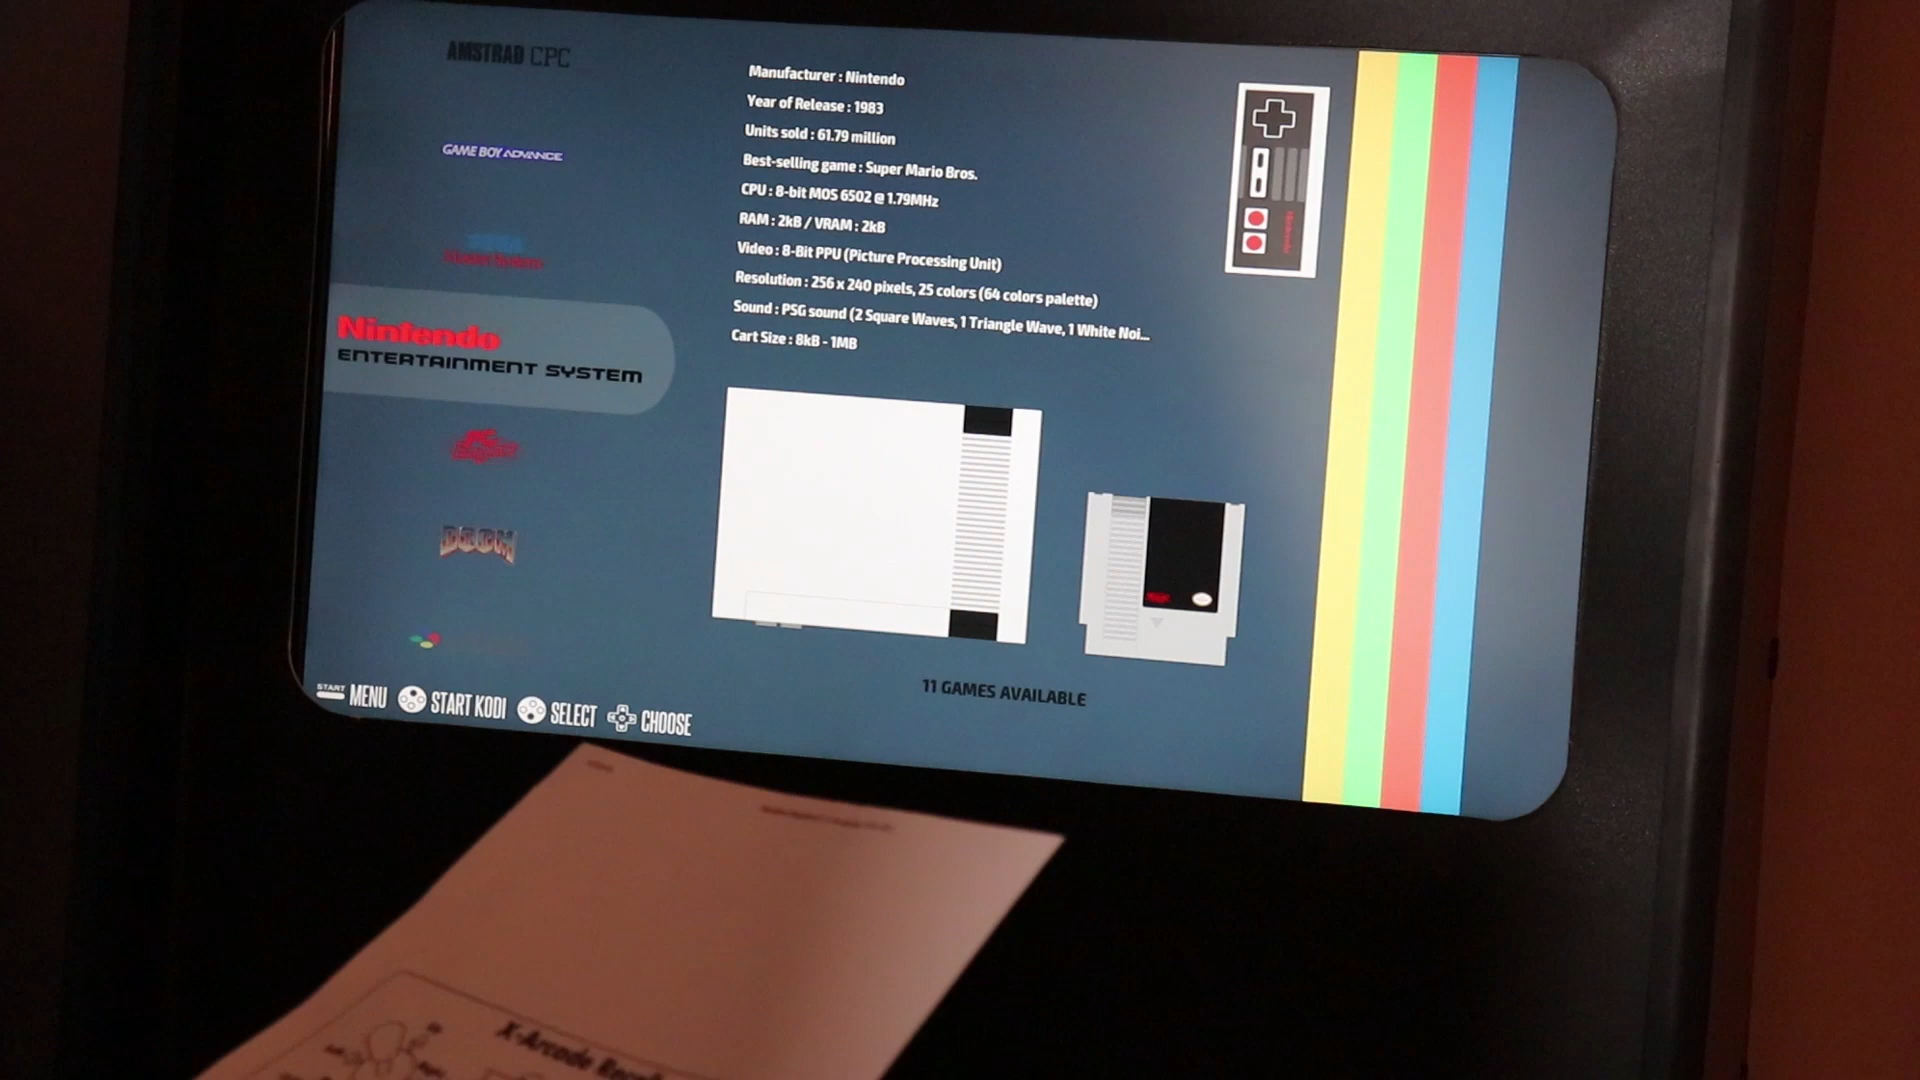 AMSTRAD CPC
GAME BOY ADVANCE
SEGA
Master System
Nintendo
ENTERTAINMENT SYSTEM
DOOM
Manufacturer : Nintendo
Year of Release : 1983
Units sold : 61.79 million
Best-selling game : Super Mario Bros.
CPU : 8-bit MOS 6502 @ 1.79MHz
RAM : 2kB / VRAM : 2kB
Video : 8-Bit PPU (Picture Processing Unit)
Resolution : 256 x 240 pixels, 25 colors (64 colors palette)
Sound : PSG sound (2 Square Waves, 1 Triangle Wave, 1 White Noi...
Cart Size : 8kB - 1MB
Nintendo
11 GAMES AVAILABLE
START MENU START KODI SELECT CHOOSE
X-Arcade